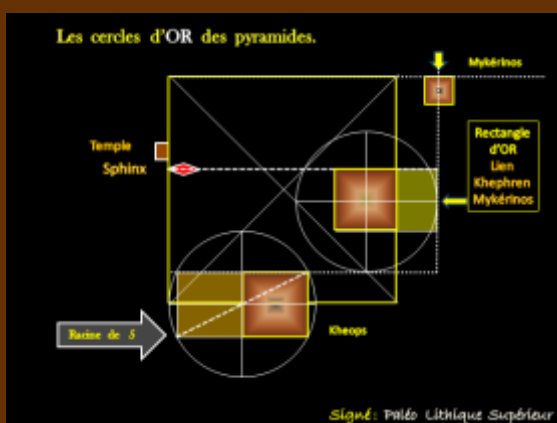 Les cercles d'OR des pyramides.
Mykérinos
Temple
Sphinx
Rectangle
d'OR
Lien
Khephren
Mykérinos
Racine de 5
Kheops
Signé: Paléo Lithique Supérieur